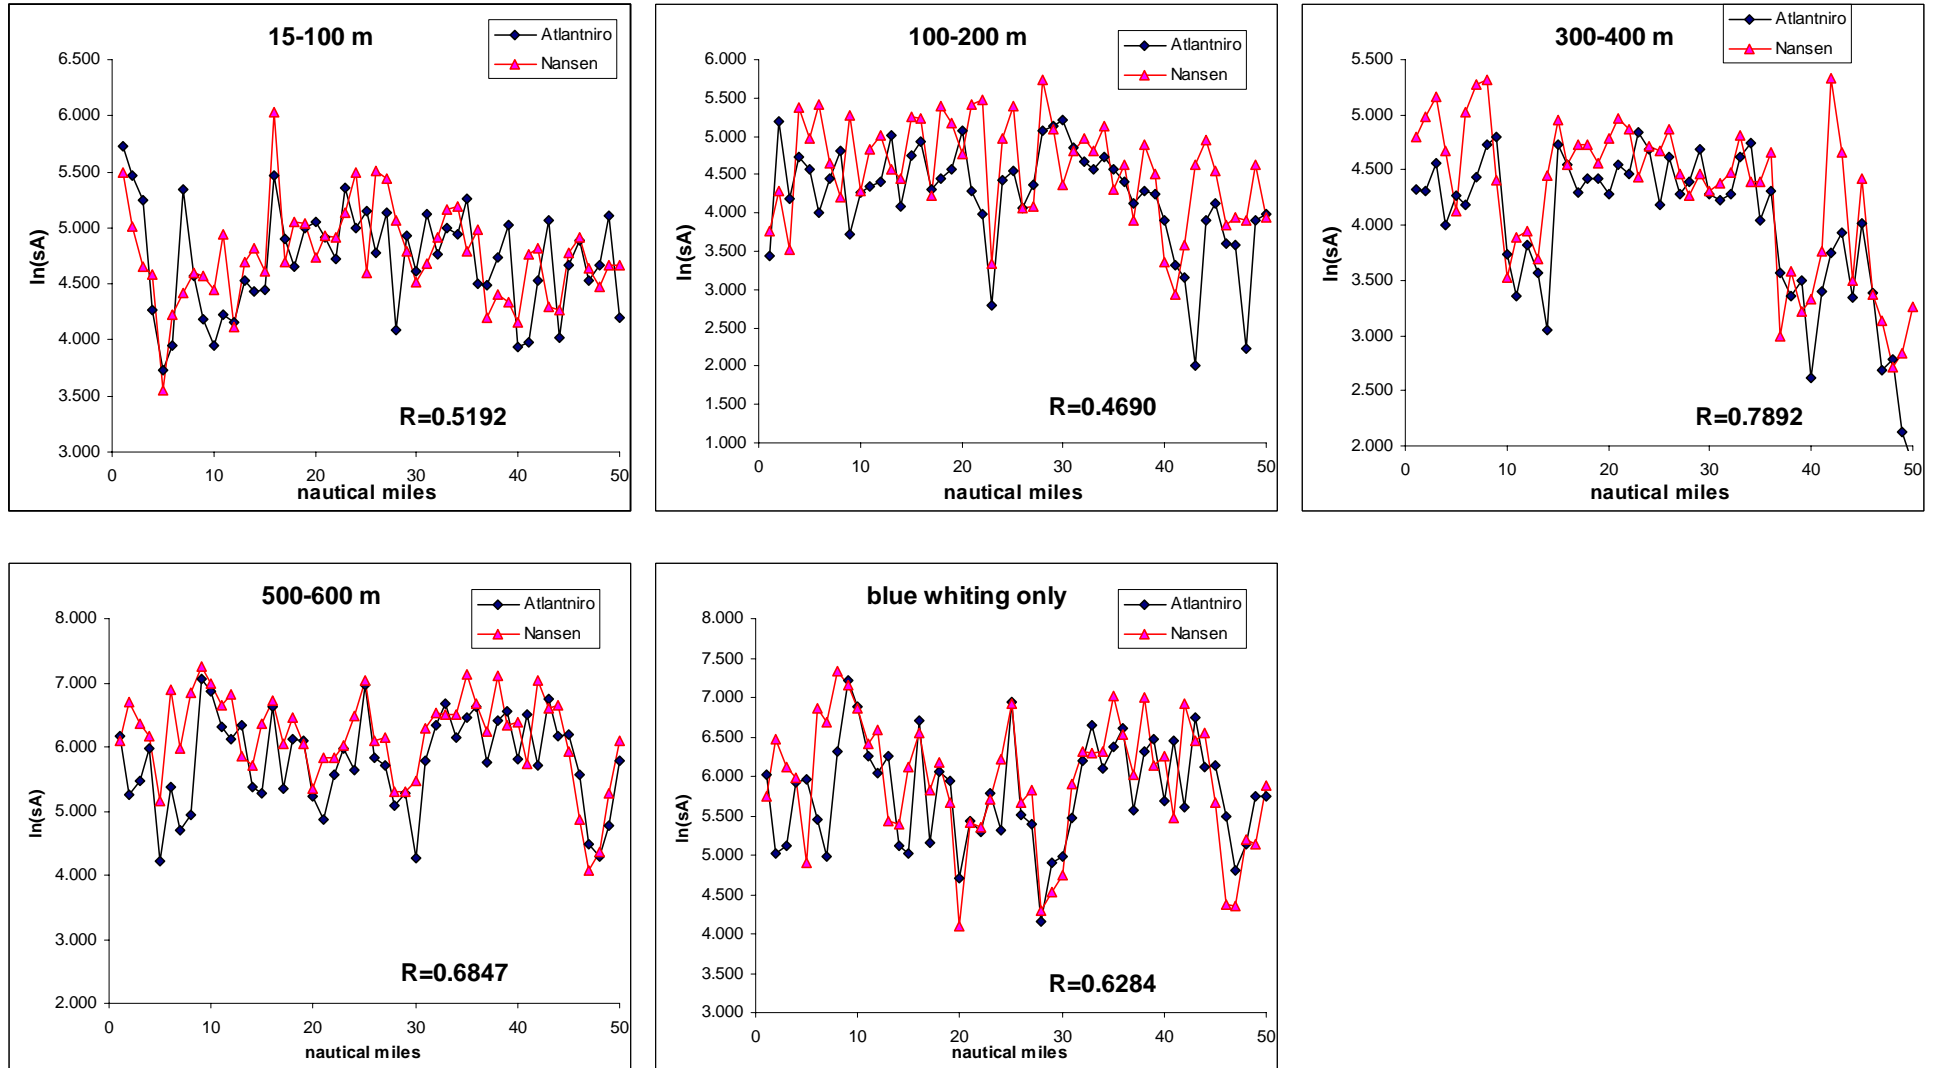 15-100 m
Atlantniro
Nansen
6.500
6.000
5.500
5.000
4.500
4.000
3.500
3.000
ln(sA)
0 10 20 30 40 50
nautical miles
R=0.5192
100-200 m
Atlantniro
Nansen
6.000
5.500
5.000
4.500
4.000
3.500
3.000
2.500
2.000
1.500
1.000
ln(sA)
0 10 20 30 40 50
nautical miles
R=0.4690
300-400 m
Atlantniro
Nansen
5.500
5.000
4.500
4.000
3.500
3.000
2.500
2.000
ln(sA)
0 10 20 30 40 50
nautical miles
R=0.7892
500-600 m
Atlantniro
Nansen
8.000
7.000
6.000
5.000
4.000
3.000
2.000
ln(sA)
0 10 20 30 40 50
nautical miles
R=0.6847
blue whiting only
Atlantniro
Nansen
8.000
7.500
7.000
6.500
6.000
5.500
5.000
4.500
4.000
3.500
3.000
ln(sA)
0 10 20 30 40 50
nautical miles
R=0.6284